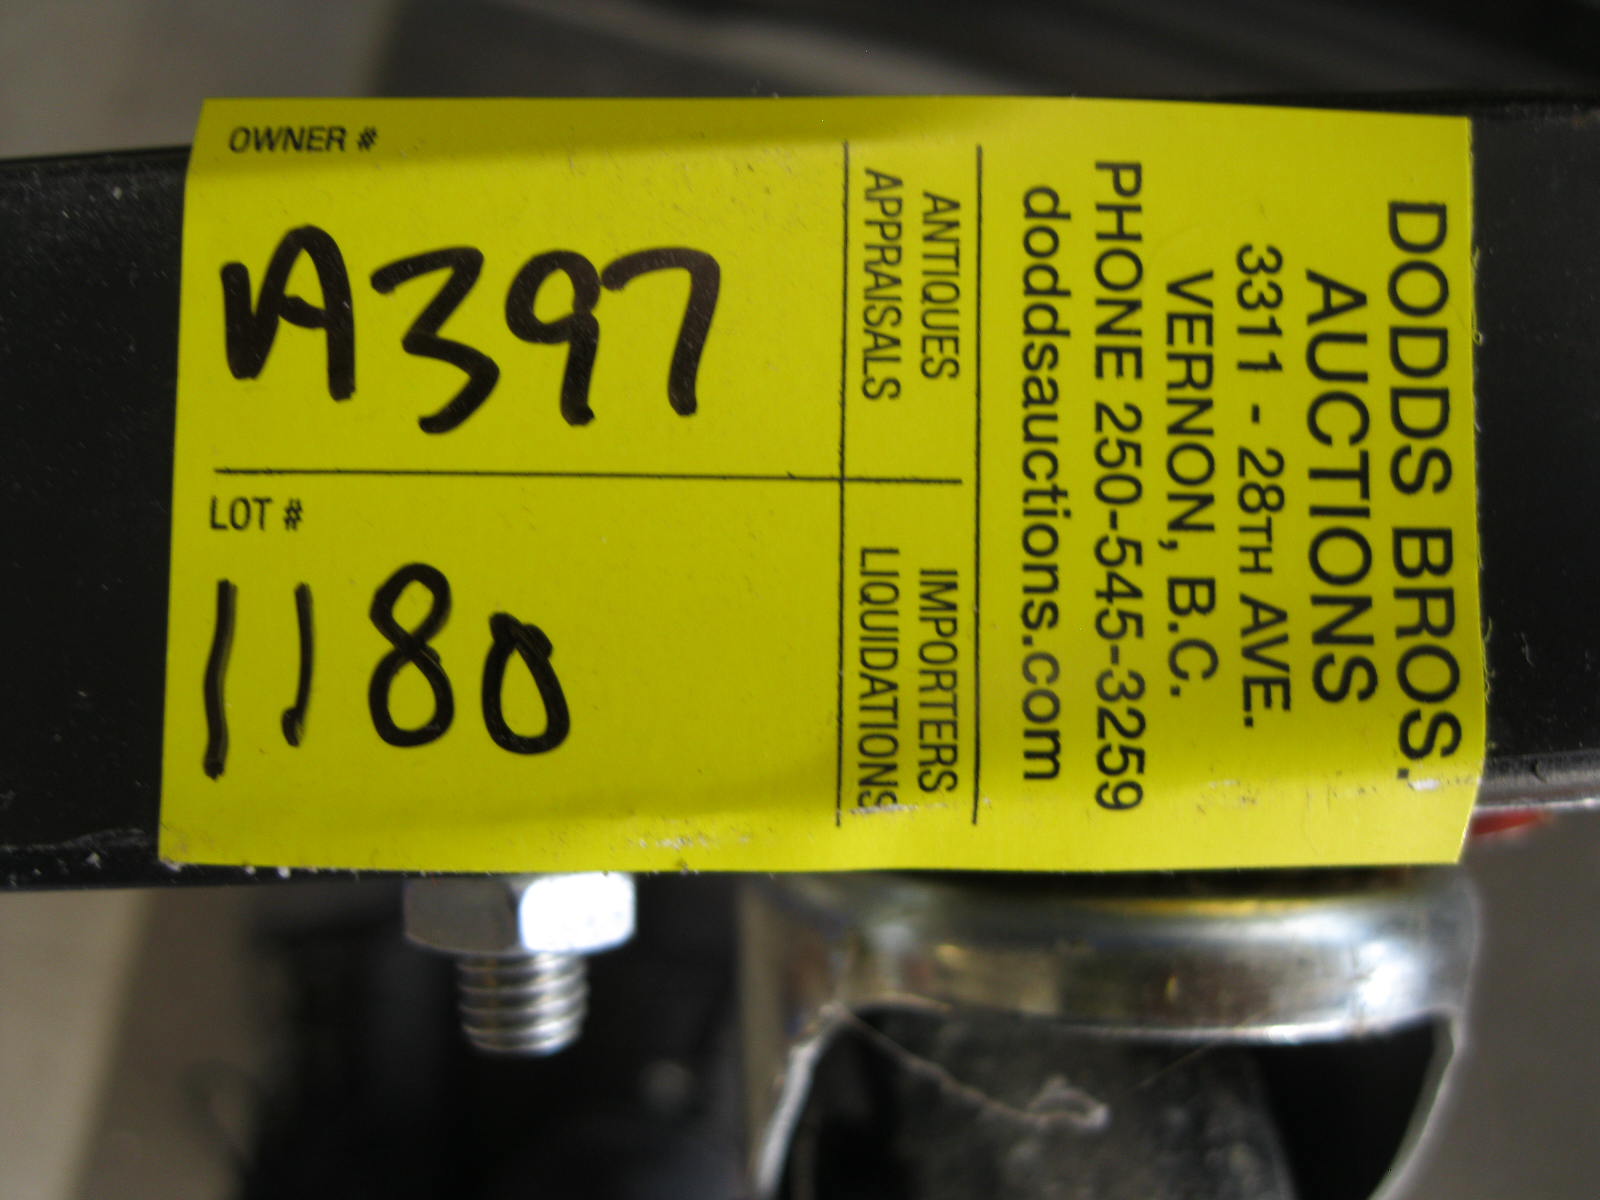 DODDS BROS.
AUCTIONS
3311 - 28TH AVE.
VERNON, B.C.
PHONE 250-545-3259
doddsauctions.com
ANTIQUES IMPORTERS
APPRAISALS LIQUIDATIONS
OWNER #
A397
LOT #
1180